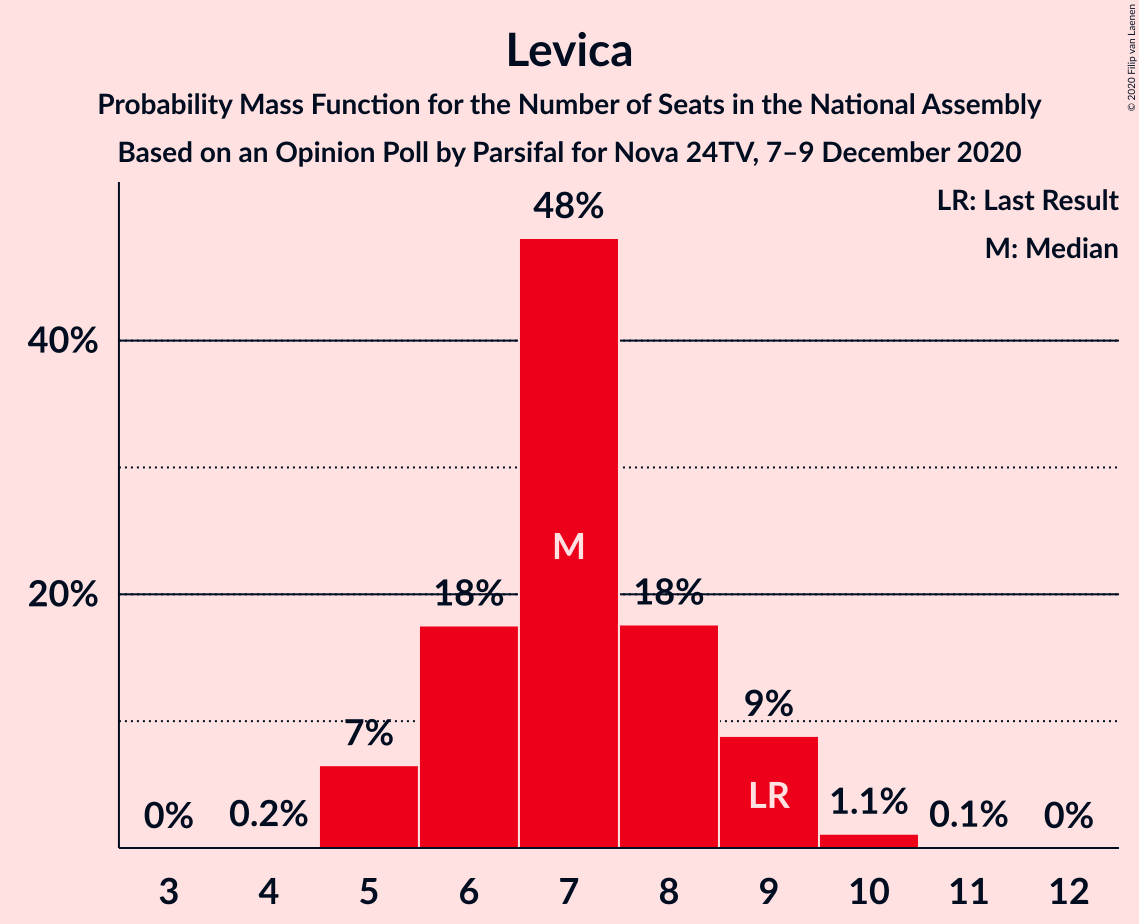 Levica
Probability Mass Function for the Number of Seats in the National Assembly
Based on an Opinion Poll by Parsifal for Nova 24TV, 7–9 December 2020
© 2020 Filip van Laenen
LR: Last Result
M: Median
48%
40%
M
20%
18%
18%
7%
9%
LR
0%
0.2%
1.1%
0.1%
0%
3 4 5 6 7 8 9 10 11 12